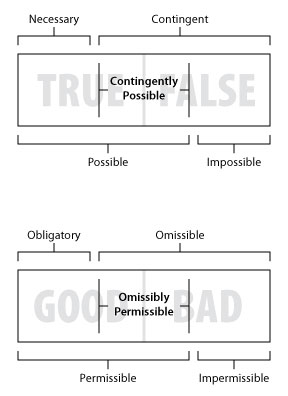 Necessary Contingent
TRUE FALSE
Contingently
Possible
Possible Impossible
Obligatory Omissible
GOOD BAD
Omissibly
Permissible
Permissible Impermissible